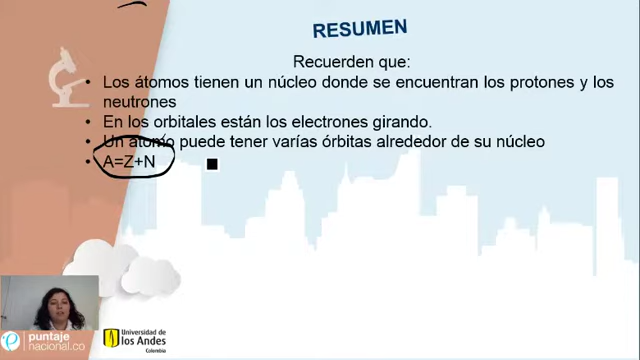 RESUMEN
Recuerden que:
• Los átomos tienen un núcleo donde se encuentran los protones y los
neutrones
• En los orbitales están los electrones girando.
• Un átomo puede tener varías órbitas alrededor de su núcleo
• A=Z+N
puntaje
nacional.co
Universidad de
los Andes
Colombia